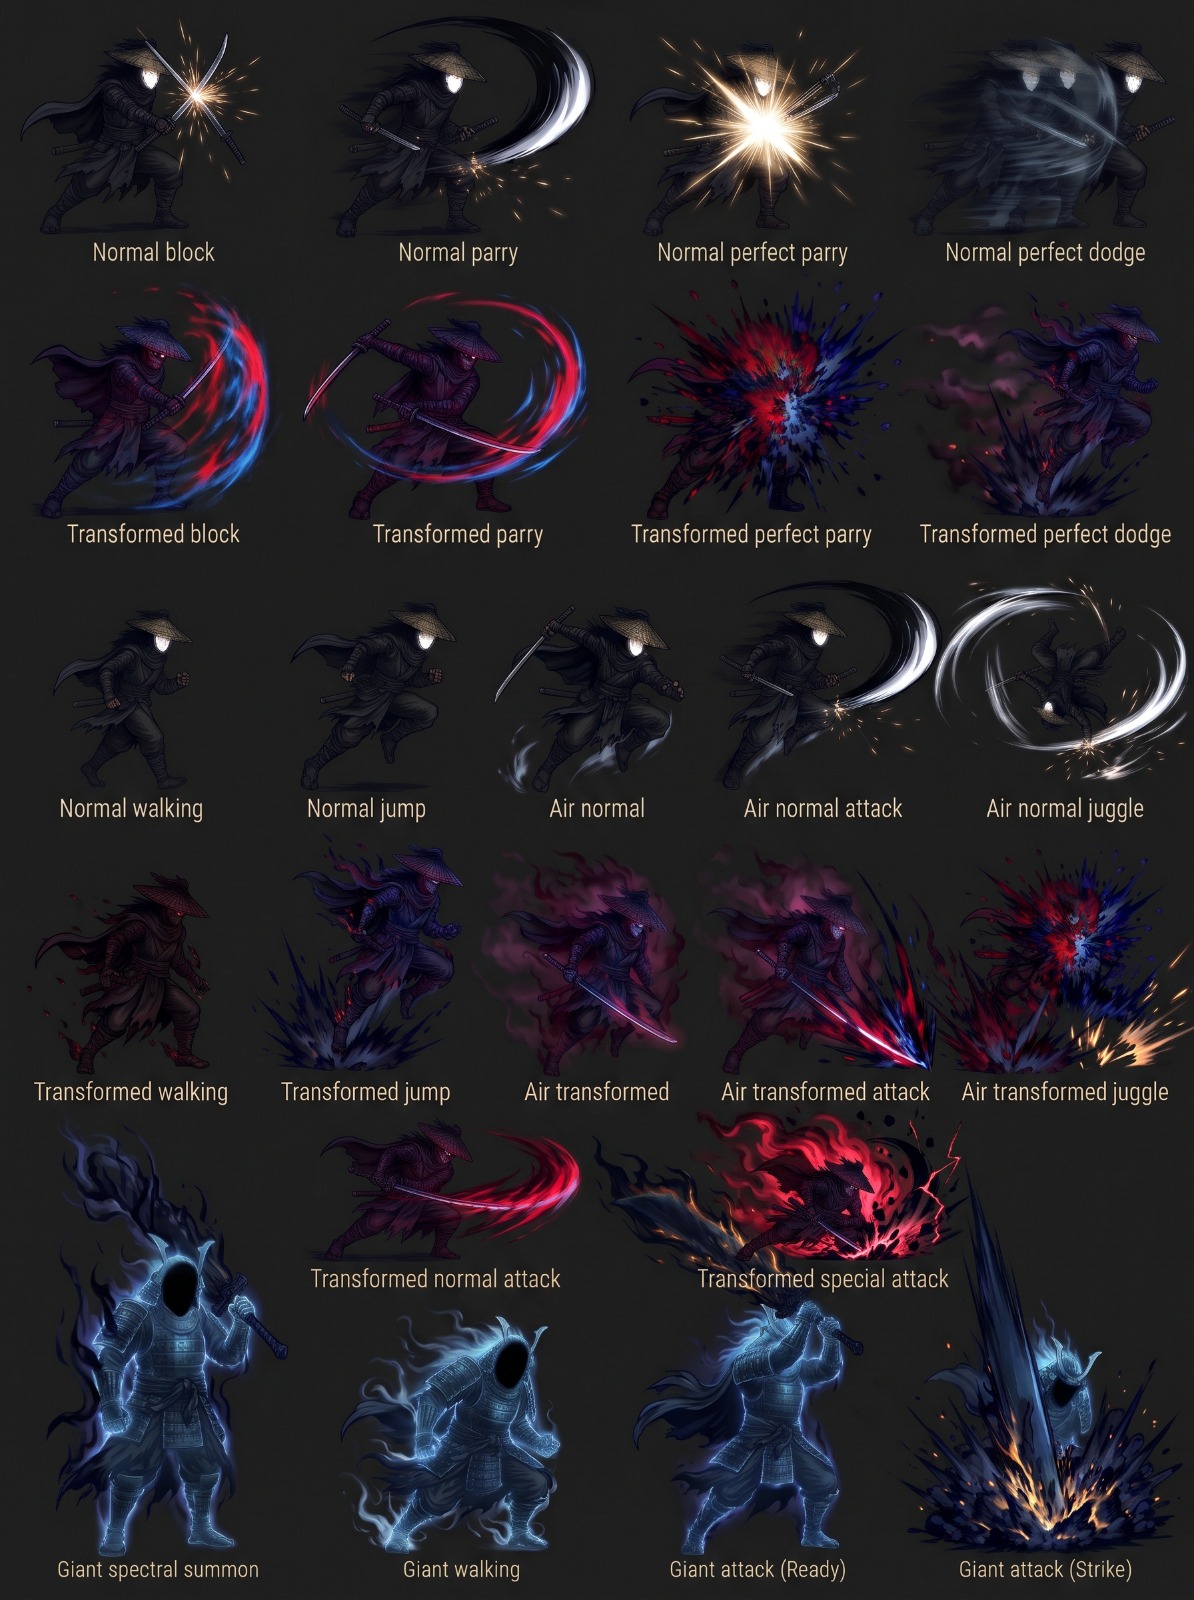 Normal block
Normal parry
Normal perfect parry
Normal perfect dodge
Transformed block
Transformed parry
Transformed perfect parry
Transformed perfect dodge
Normal walking
Normal jump
Air normal
Air normal attack
Air normal juggle
Transformed walking
Transformed jump
Air transformed
Air transformed attack
Air transformed juggle
Transformed normal attack
Transformed special attack
Giant spectral summon
Giant walking
Giant attack (Ready)
Giant attack (Strike)